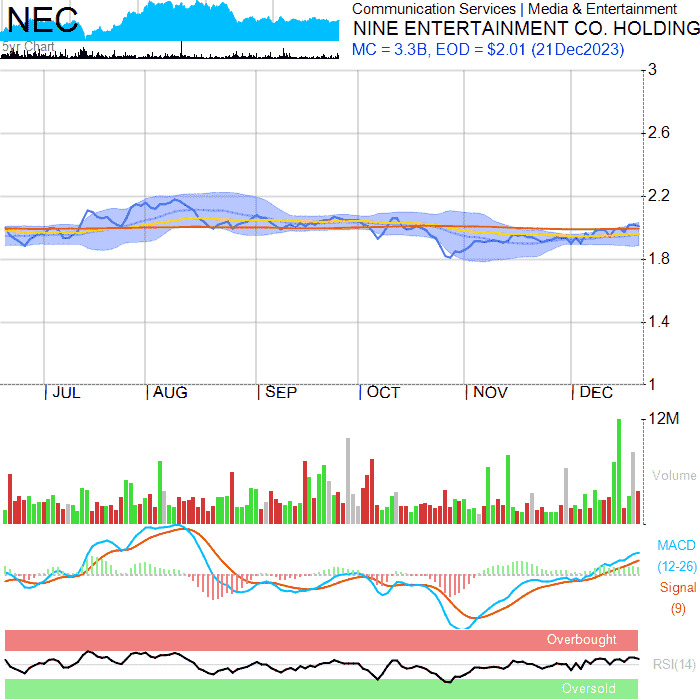 NEC
5yr Chart
Communication Services | Media & Entertainment
NINE ENTERTAINMENT CO. HOLDING
MC = 3.3B, EOD = $2.01 (21Dec2023)
3
2.6
2.2
1.8
1.4
1
JUL AUG SEP OCT NOV DEC
12M
Volume
MACD
(12-26)
Signal
(9)
Overbought
RSI(14)
Oversold